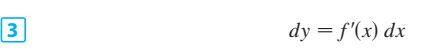 3 dy = f'(x) dx